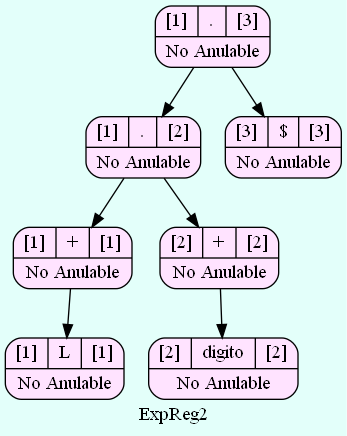 [1] . [3]
No Anulable
[1] . [2]
No Anulable
[3] $ [3]
No Anulable
[1] + [1]
No Anulable
[2] + [2]
No Anulable
[1] L [1]
No Anulable
[2] digito [2]
No Anulable
ExpReg2